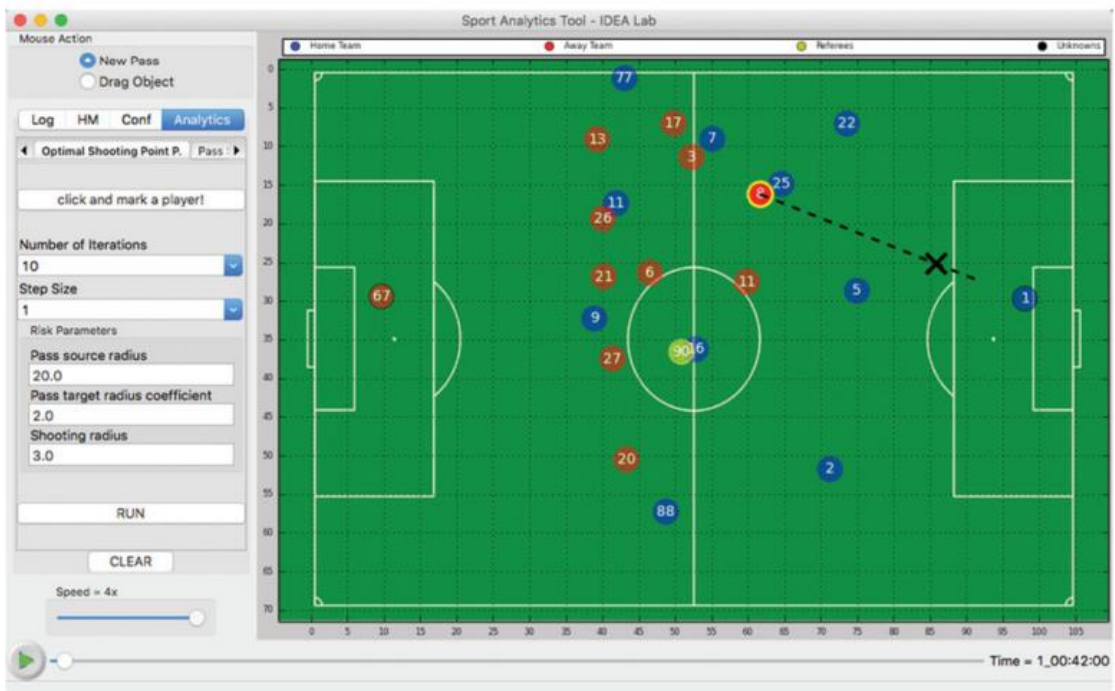 Sport Analytics Tool - IDEA Lab
Mouse Action
New Pass
Drag Object
Log HM Conf Analytics
Optimal Shooting Point P. Pass
click and mark a player!
Number of Iterations
10
Step Size
1
Risk Parameters
Pass source radius
20.0
Pass target radius coefficient
2.0
Shooting radius
3.0
RUN
CLEAR
Speed = 4x
Home Team Away Team Referees Unknowns
0
5
10
15
20
25
30
35
40
45
50
55
60
65
70
77
17
7
22
13
3
25
8
11
26
21
6
11
5
67
1
9
90
16
27
20
2
88
0 5 10 15 20 25 30 35 40 45 50 55 60 65 70 75 80 85 90 95 100 105
Time = 1_00:42:00